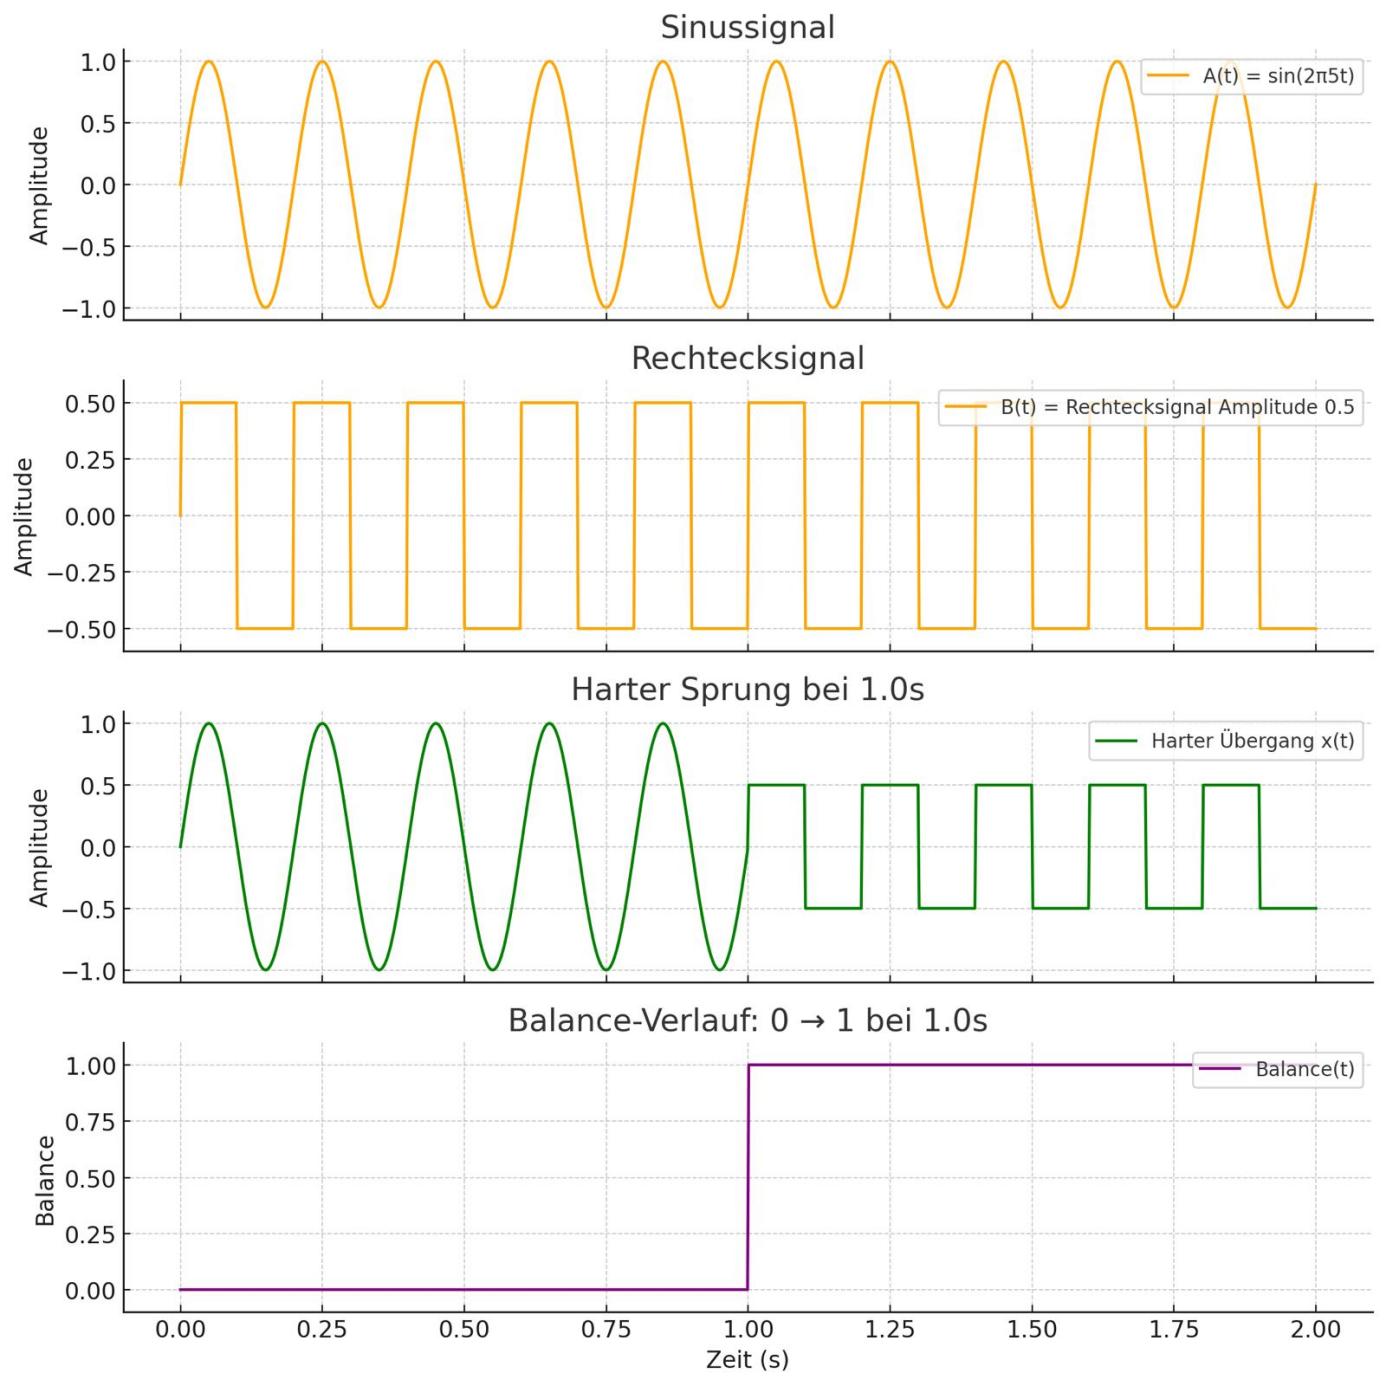 Sinussignal
A(t) = sin(2π5t)
Amplitude
1.0
0.5
0.0
−0.5
−1.0
Rechtecksignal
B(t) = Rechtecksignal Amplitude 0.5
Amplitude
0.50
0.25
0.00
−0.25
−0.50
Harter Sprung bei 1.0s
Harter Übergang x(t)
Amplitude
1.0
0.5
0.0
−0.5
−1.0
Balance-Verlauf: 0 → 1 bei 1.0s
Balance(t)
Balance
1.00
0.75
0.50
0.25
0.00
0.00 0.25 0.50 0.75 1.00 1.25 1.50 1.75 2.00
Zeit (s)